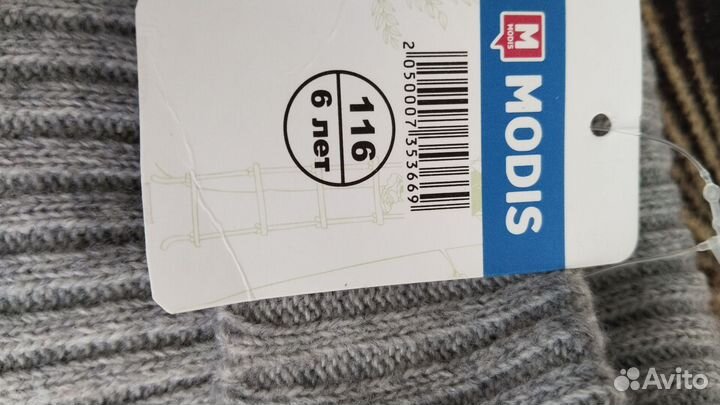 M
MODIS
MODIS
2050007353669
116
6 лет
Avito